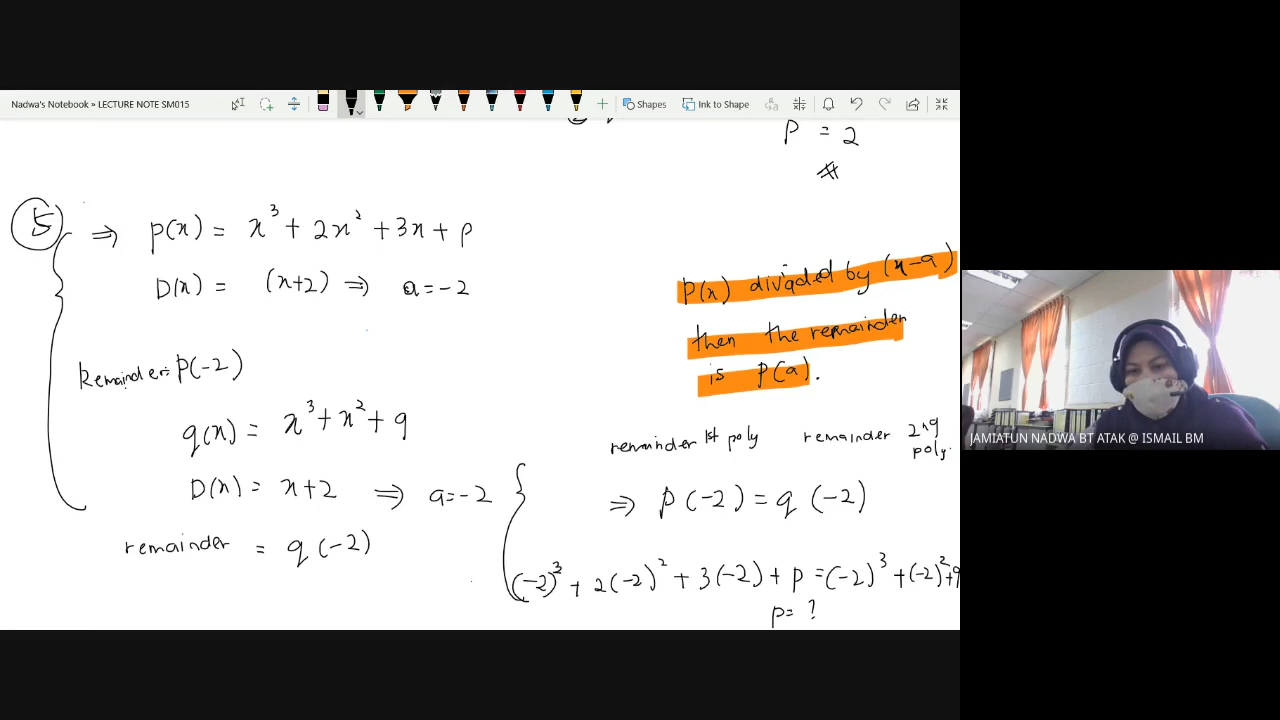 Nadwa's Notebook » LECTURE NOTE SM015
Shapes
Ink to Shape
P = 2
5
⇒ p(x) = x³ + 2x² + 3x + p
D(x) = (x+2) ⇒ a = -2
P(x) divided by (x-a)
then the remainder
is P(a).
Remainder = P(-2)
q(x) = x³ + x² + 9
D(x) = x+2 ⇒ a = -2
remainder = q(-2)
remainder 1st poly remainder 2nd poly.
⇒ p(-2) = q(-2)
(-2)³ + 2(-2)² + 3(-2) + p = (-2)³ + (-2)² + 9
p = ?
JAMIATUN NADWA BT ATAK @ ISMAIL BM